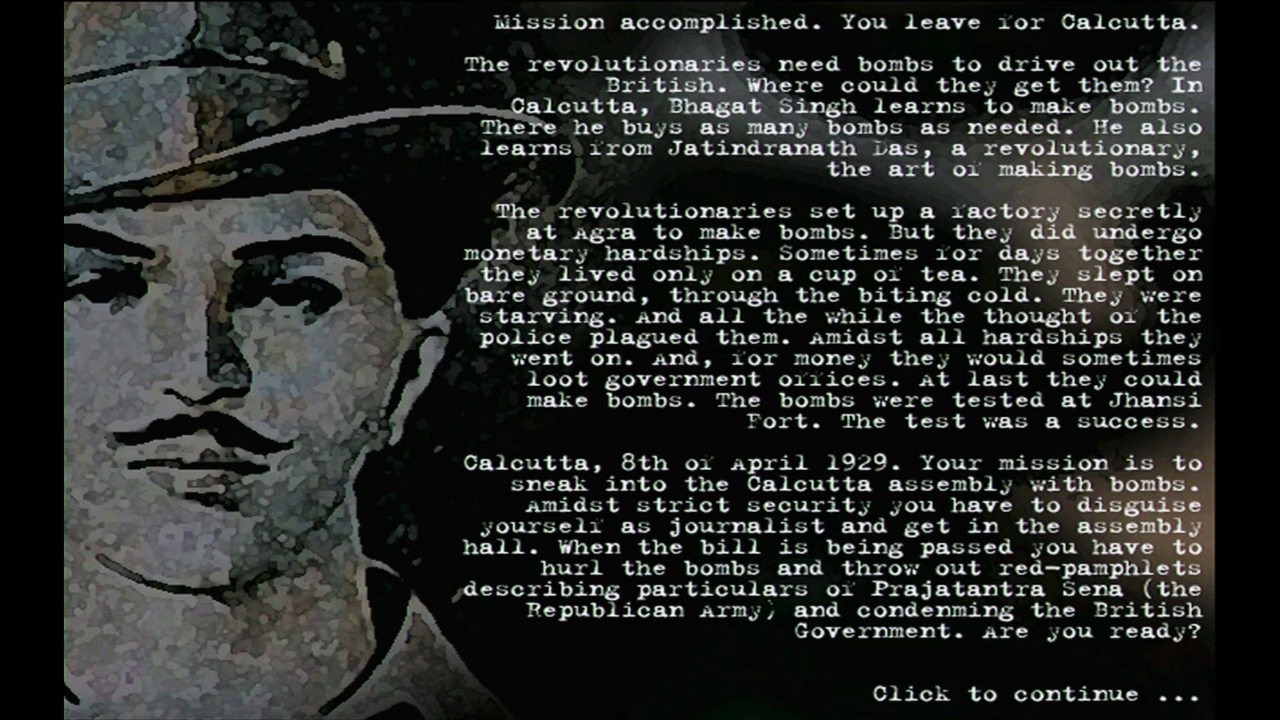 Mission accomplished. You leave for Calcutta.
The revolutionaries need bombs to drive out the
British. Where could they get them? In
Calcutta, Bhagat Singh learns to make bombs.
There he buys as many bombs as needed. He also
learns from Jatindranath Das, a revolutionary,
the art of making bombs.
The revolutionaries set up a factory secretly
at Agra to make bombs. But they did undergo
monetary hardships. Sometimes for days together
they lived only on a cup of tea. They slept on
bare ground, through the biting cold. They were
starving. And all the while the thought of the
police plagued them. Amidst all hardships they
went on. And, for money they would sometimes
loot government offices. At last they could
make bombs. The bombs were tested at Jhansi
Fort. The test was a success.
Calcutta, 8th of April 1929. Your mission is to
sneak into the Calcutta assembly with bombs.
Amidst strict security you have to disguise
yourself as journalist and get in the assembly
hall. When the bill is being passed you have to
hurl the bombs and throw out red-pamphlets
describing particulars of Prajatantra Sena (the
Republican Army) and condenming the British
Government. Are you ready?
Click to continue ...